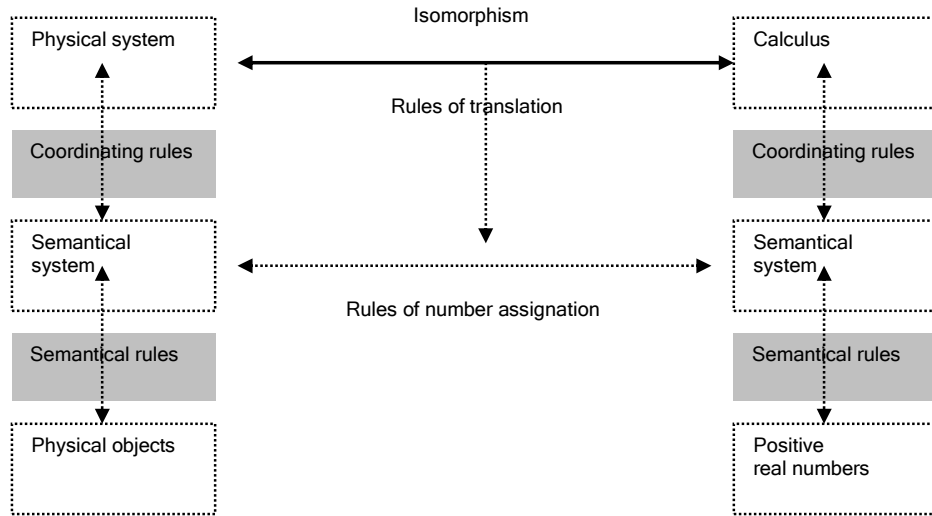 Isomorphism
Physical system
Calculus
Rules of translation
Coordinating rules
Coordinating rules
Semantical
system
Semantical
system
Rules of number assignation
Semantical rules
Semantical rules
Physical objects
Positive
real numbers